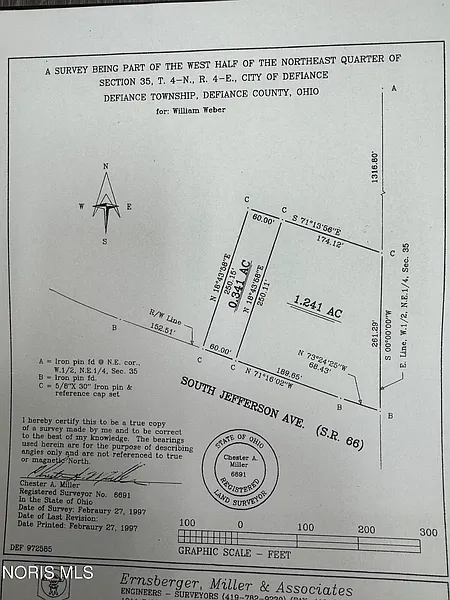 A SURVEY BEING PART OF THE WEST HALF OF THE NORTHEAST QUARTER OF
SECTION 35, T. 4-N., R. 4-E., CITY OF DEFIANCE
DEFIANCE TOWNSHIP, DEFIANCE COUNTY, OHIO
for: William Weber
A
1316.80'
N
W E
S
C
60.00'
C
S 71°13'56"E
174.12'
C
N 18°43'58"E
250.15'
0.341 AC
N 18°43'58"E
250.11'
1.241 AC
261.29'
S 00°00'00"W
E. Line, W.1/2, N.E.1/4, Sec. 35
R/W Line
B
152.51'
C
60.00'
C
N 71°16'02"W
189.65'
N 73°24'25"W
68.43'
B
B
SOUTH JEFFERSON AVE. (S.R. 66)
A = Iron pin fd @ N.E. cor.,
W.1/2, N.E.1/4, Sec. 35
B = Iron pin fd.
C = 5/8"X 30" iron pin &
reference cap set
I hereby certify this to be a true copy
of a survey made by me and to be correct
to the best of my knowledge. The bearings
used herein are for the purpose of describing
angles only and are not referenced to true
or magnetic North.
Chester A. Miller
Registered Surveyor No. 6691
In the State of Ohio
Date of Survey: Febraury 27, 1997
Date of Last Revision:
Date Printed: Febraury 27, 1997
STATE OF OHIO
Chester A.
Miller
6691
REGISTERED
LAND SURVEYOR
100 0 100 200 300
GRAPHIC SCALE - FEET
DEF 972585
NORIS MLS
Ernsberger, Miller & Associates
ENGINEERS - SURVEYORS (419-782-9230)